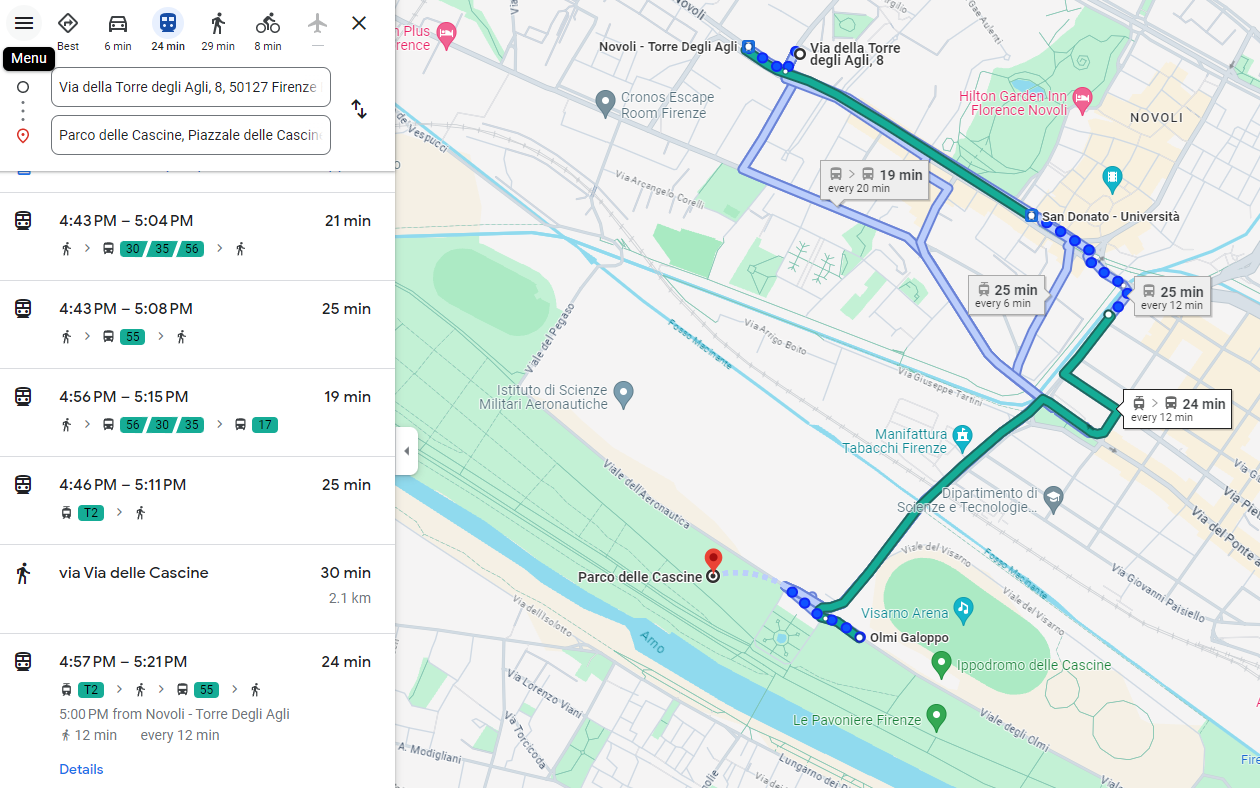 Best
6 min
24 min
29 min
8 min
—
Menu
Via della Torre degli Agli, 8, 50127 Firenze
Parco delle Cascine, Piazzale delle Cascin
4:43 PM – 5:04 PM
21 min
30 / 35 / 56
4:43 PM – 5:08 PM
25 min
55
4:56 PM – 5:15 PM
19 min
56 / 30 / 35
17
4:46 PM – 5:11 PM
25 min
T2
via Via delle Cascine
30 min
2.1 km
4:57 PM – 5:21 PM
24 min
T2
55
5:00 PM from Novoli - Torre Degli Agli
12 min
every 12 min
Details
Novoli
Gae Aulenti
n Plus
rence
Novoli - Torre Degli Agli
Via della Torre
degli Agli, 8
Cronos Escape
Room Firenze
Hilton Garden Inn
Florence Novoli
NOVOLI
de' Vespucci
Via Arcangelo Corelli
19 min
every 20 min
San Donato - Università
25 min
every 6 min
25 min
every 12 min
Viale del Pegaso
Fosso Macinante
Via Arrigo Boito
Via Giuseppe Tartini
Istituto di Scienze
Militari Aeronautiche
24 min
every 12 min
Manifattura
Tabacchi Firenze
Viale dell'Aeronautica
Dipartimento di
Scienze e Tecnologie...
Via Pie
Via del Ponte a
Viale del Visarno
Fosso Macinante
Via Giovanni Paisiello
Parco delle Cascine
Visarno Arena
Viale del Visarno
Via dell'Isolotto
Arno
Olmi Galoppo
Ippodromo delle Cascine
Via Lorenzo Viani
Le Pavoniere Firenze
Viale degli Olmi
Via Torcicoda
A. Modigliani
Lungarno dei
Fire